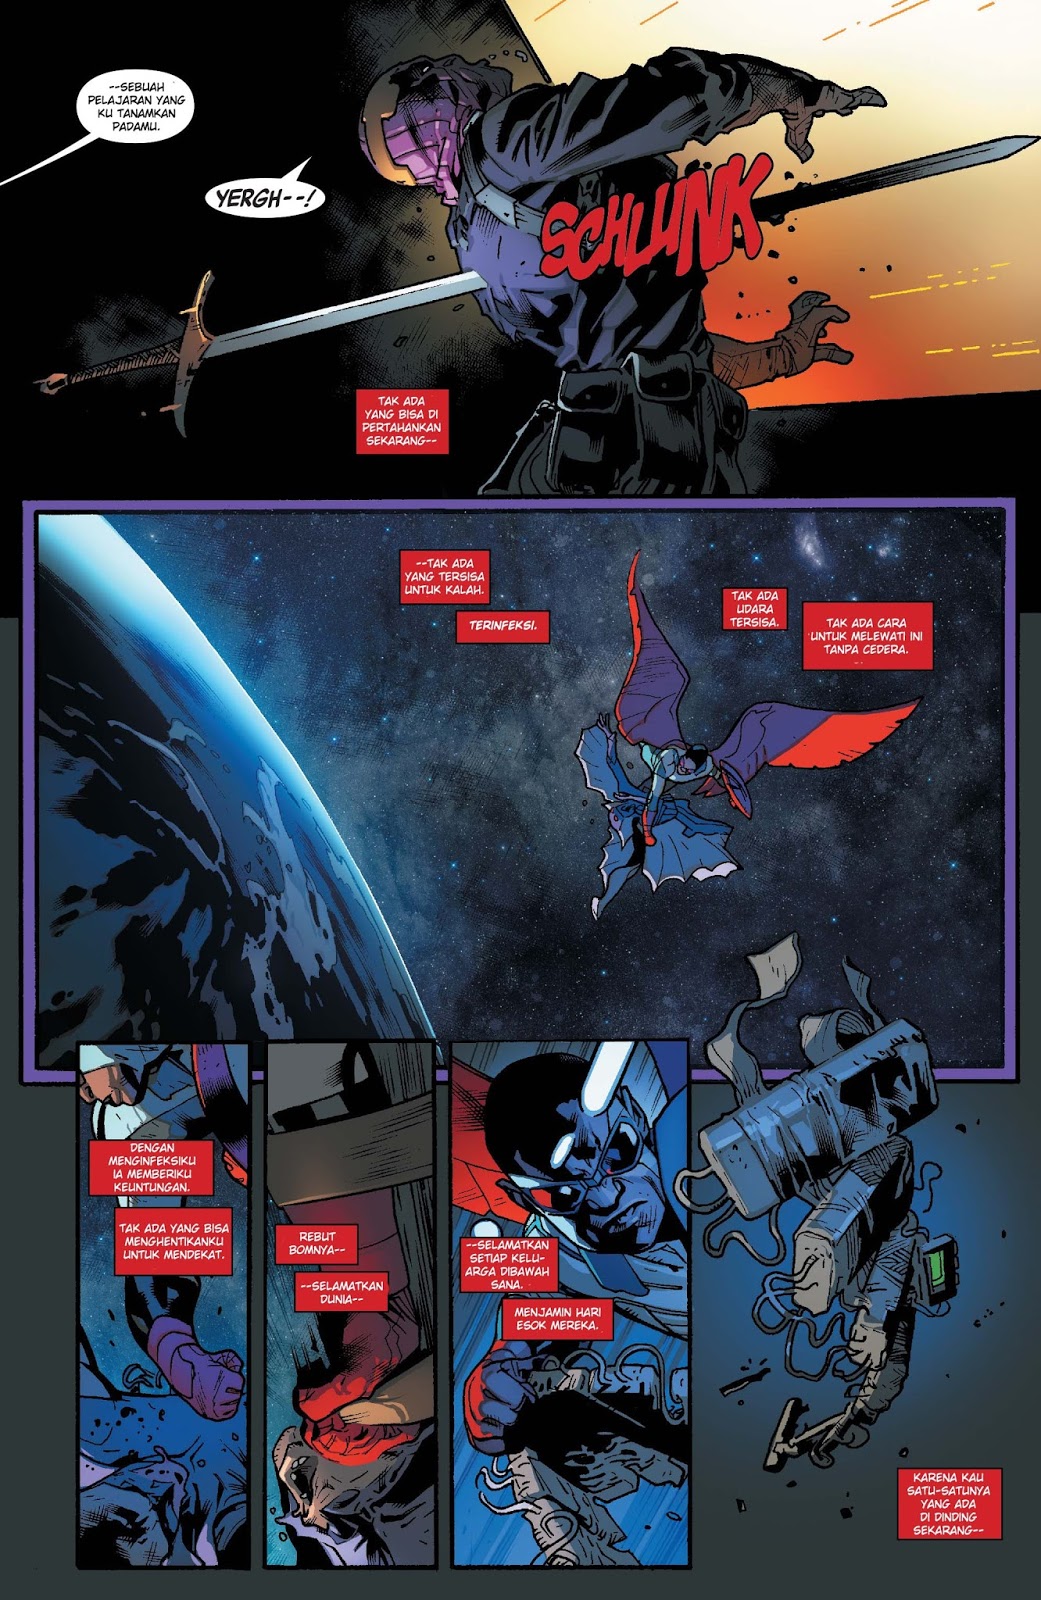 --SEBUAH
PELAJARAN YANG
KU TANAMKAN
PADAMU.
YERGH--!
SCHLUNK
TAK ADA
YANG BISA DI
PERTAHANKAN
SEKARANG--
--TAK ADA
YANG TERSISA
UNTUK KALAH.
TERINFEKSI.
TAK ADA
UDARA
TERSISA.
TAK ADA CARA
UNTUK MELEWATI INI
TANPA CEDERA.
DENGAN
MENGINFEKSIKU
IA MEMBERIKU
KEUNTUNGAN.
TAK ADA YANG BISA
MENGHENTIKANKU
UNTUK MENDEKAT.
REBUT
BOMNYA--
--SELAMATKAN
DUNIA--
--SELAMATKAN
SETIAP KELU-
ARGA DIBAWAH
SANA.
MENJAMIN HARI
ESOK MEREKA.
KARENA KAU
SATU-SATUNYA
YANG ADA
DI DINDING
SEKARANG--